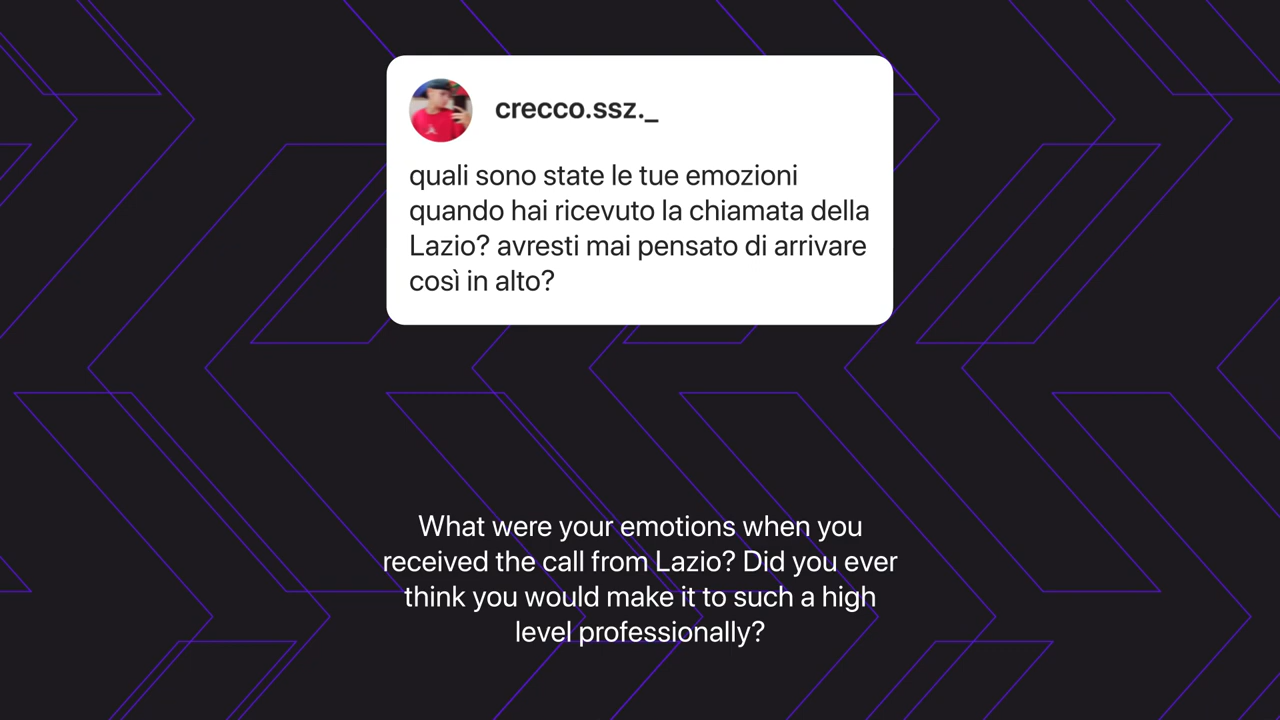 crecco.ssz._
quali sono state le tue emozioni
quando hai ricevuto la chiamata della
Lazio? avresti mai pensato di arrivare
così in alto?
What were your emotions when you
received the call from Lazio? Did you ever
think you would make it to such a high
level professionally?